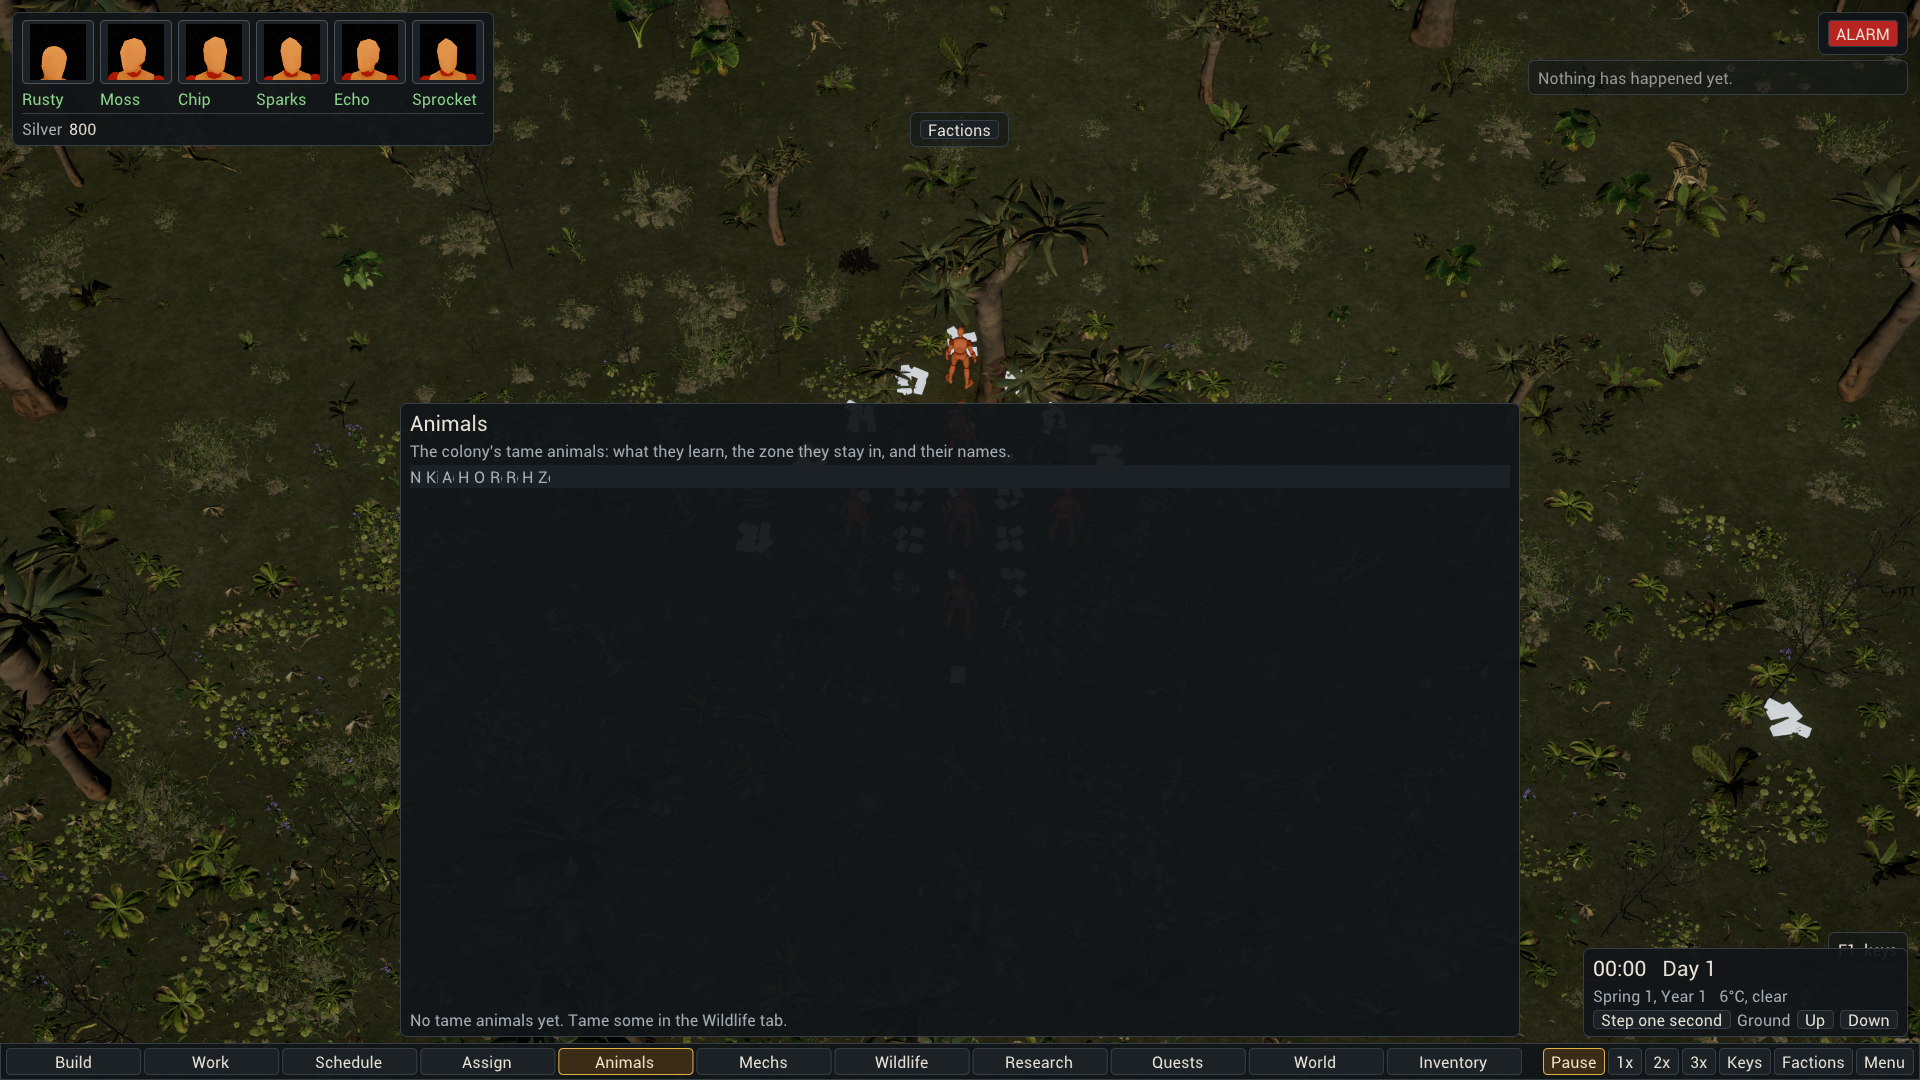 Rusty Moss Chip Sparks Echo Sprocket
Silver 800
ALARM
Nothing has happened yet.
Factions
Animals
The colony's tame animals: what they learn, the zone they stay in, and their names.
N K A H O R R H Z
No tame animals yet. Tame some in the Wildlife tab.
F1 keys
00:00 Day 1
Spring 1, Year 1 6°C, clear
Step one second Ground Up Down
Build Work Schedule Assign Animals Mechs Wildlife Research Quests World Inventory Pause 1x 2x 3x Keys Factions Menu